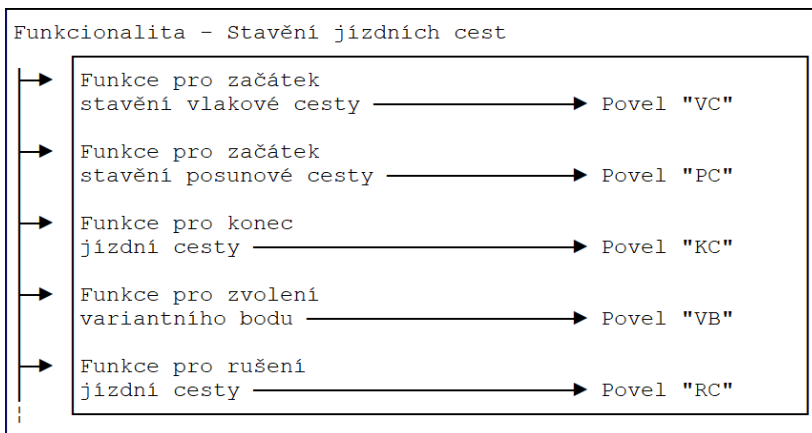 Funkcionalita - Stavění jízdních cest
Funkce pro začátek
stavění vlakové cesty Povel "VC"
Funkce pro začátek
stavění posunové cesty Povel "PC"
Funkce pro konec
jízdní cesty Povel "KC"
Funkce pro zvolení
variantního bodu Povel "VB"
Funkce pro rušení
jízdní cesty Povel "RC"